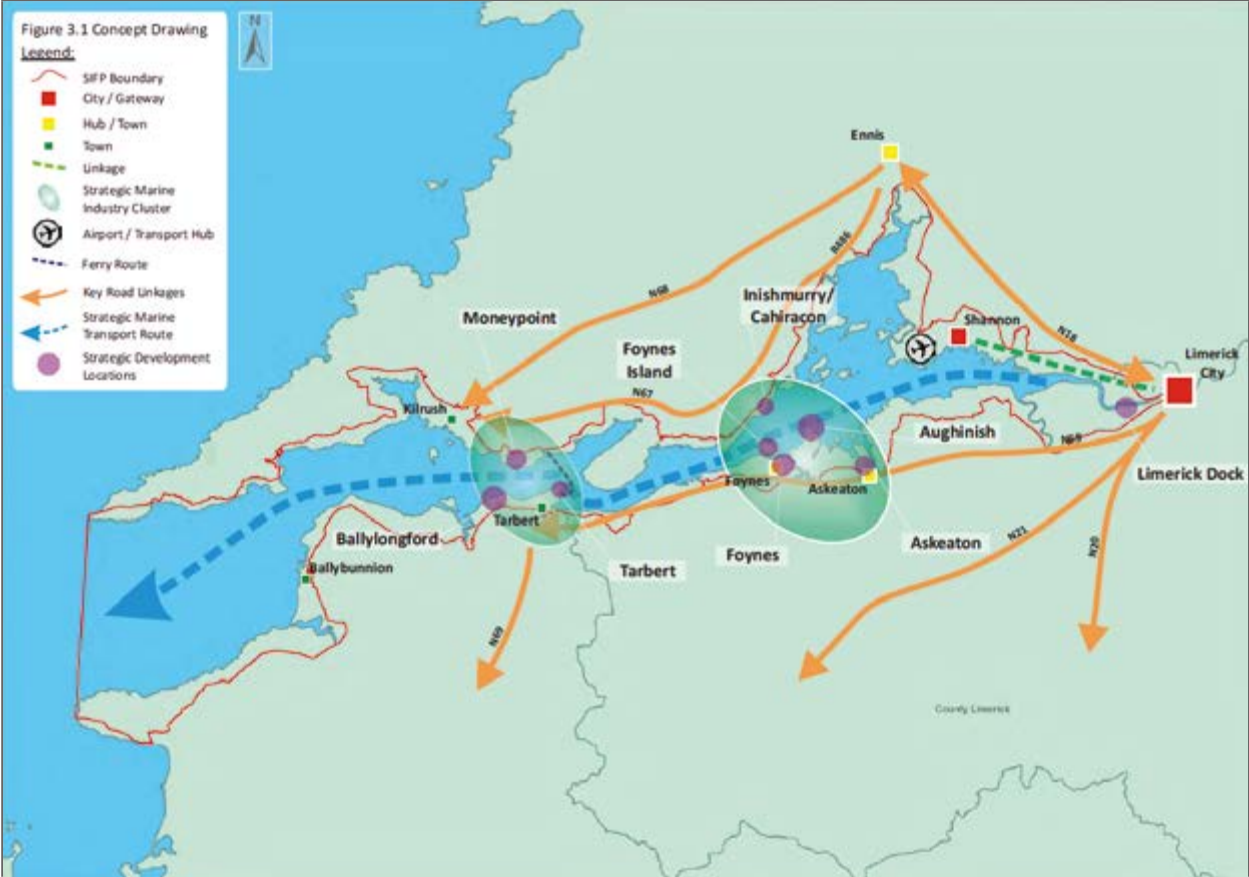 Figure 3.1 Concept Drawing
Legend:
SIFP Boundary
City / Gateway
Hub / Town
Town
Linkage
Strategic Marine
Industry Cluster
Airport / Transport Hub
Ferry Route
Key Road Linkages
Strategic Marine
Transport Route
Strategic Development
Locations
N
Ennis
N68
R486
N18
Inishmurry/
Cahiracon
Moneypoint
Foynes
Island
Shannon
Limerick
City
Kilrush
N67
Aughinish
N69
Limerick Dock
Foynes
Askeaton
Tarbert
Ballylongford
Foynes
Askeaton
N21
N20
Tarbert
Ballybunnion
N69
County Limerick